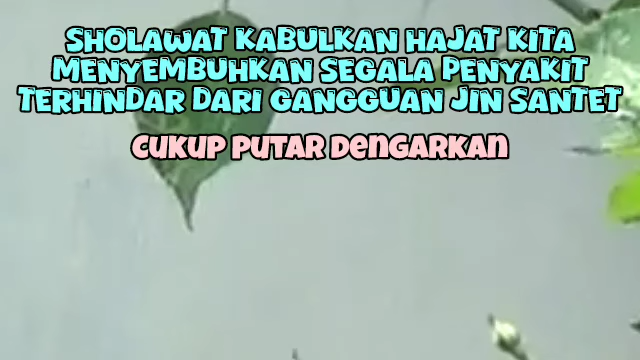 SHOLAWAT KABULKAN HAJAT KITA
MENYEMBUHKAN SEGALA PENYAKIT
TERHINDAR DARI GANGGUAN JIN SANTET
CUKUP PUTAR DENGARKAN